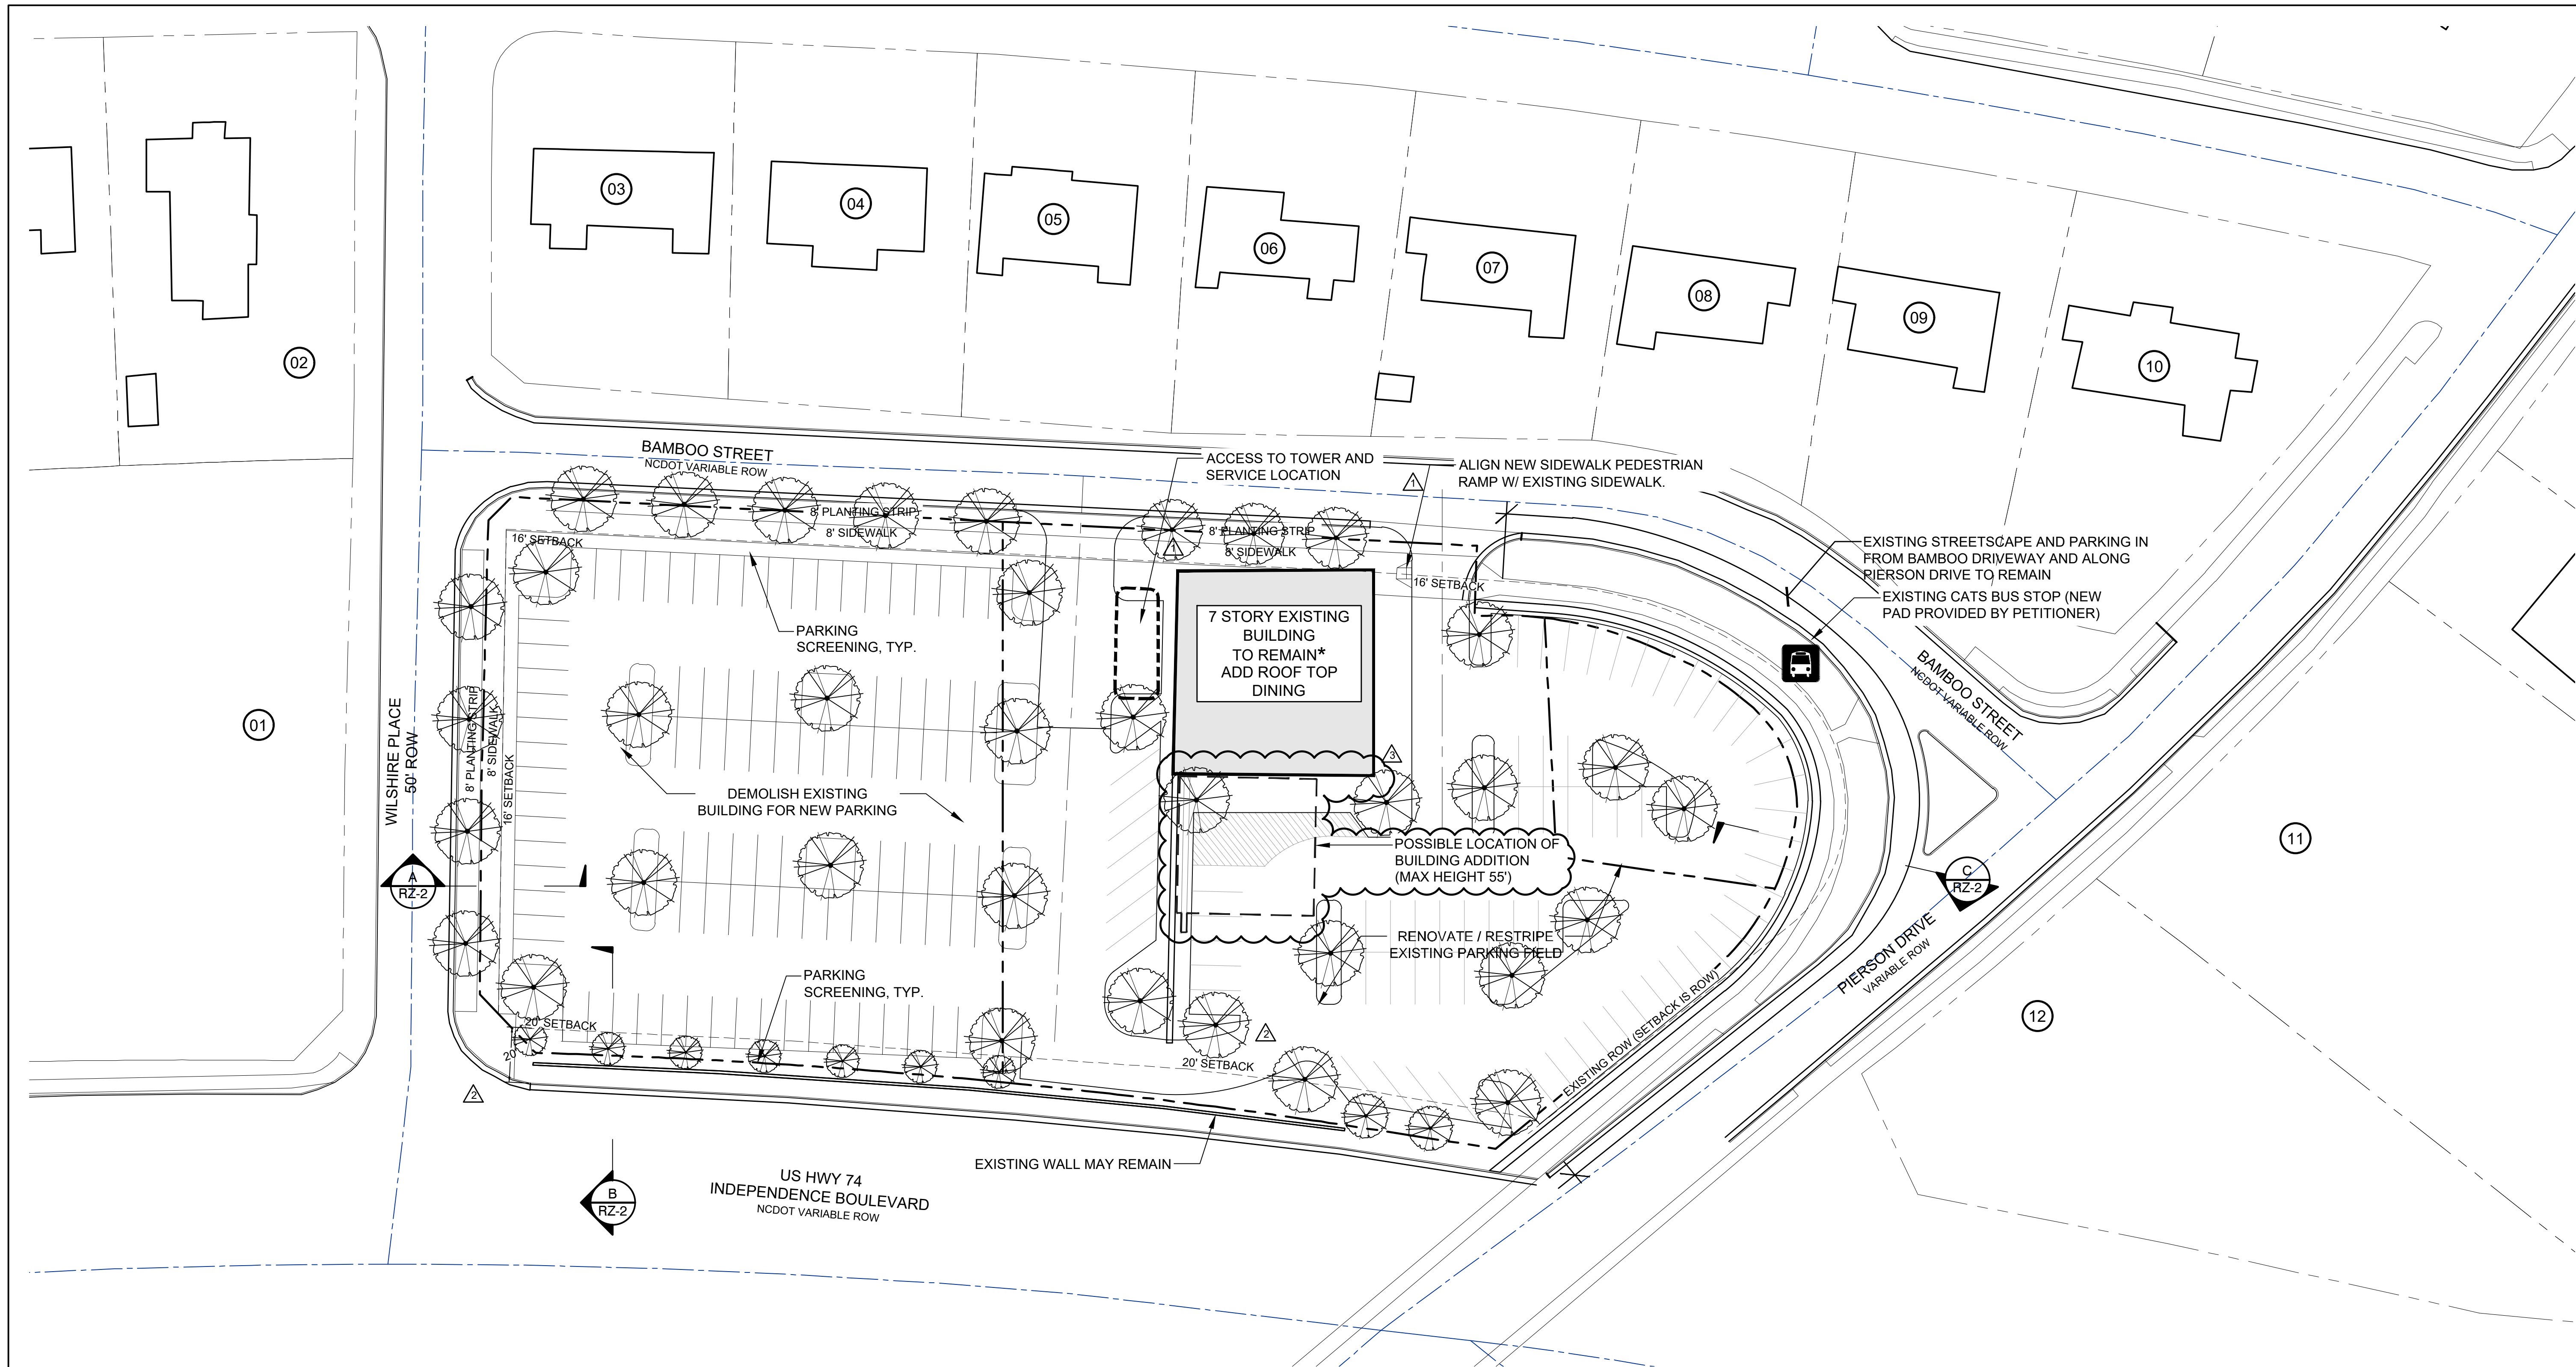 03
04
05
06
07
08
09
10
02
01
11
12
BAMBOO STREET
NCDOT VARIABLE ROW
ACCESS TO TOWER AND
SERVICE LOCATION
1
ALIGN NEW SIDEWALK PEDESTRIAN
RAMP W/ EXISTING SIDEWALK.
8' PLANTING STRIP
8' SIDEWALK
8' PLANTING STRIP
8' SIDEWALK
1
16' SETBACK
16' SETBACK
EXISTING STREETSCAPE AND PARKING IN
FROM BAMBOO DRIVEWAY AND ALONG
PIERSON DRIVE TO REMAIN
EXISTING CATS BUS STOP (NEW
PAD PROVIDED BY PETITIONER)
7 STORY EXISTING
BUILDING
TO REMAIN*
ADD ROOF TOP
DINING
PARKING
SCREENING, TYP.
BAMBOO STREET
NCDOT VARIABLE ROW
WILSHIRE PLACE
50' ROW
8' PLANTING STRIP
8' SIDEWALK
16' SETBACK
3
DEMOLISH EXISTING
BUILDING FOR NEW PARKING
POSSIBLE LOCATION OF
BUILDING ADDITION
(MAX HEIGHT 55')
A
RZ-2
C
RZ-2
RENOVATE / RESTRIPE
EXISTING PARKING FIELD
PIERSON DRIVE
VARIABLE ROW
PARKING
SCREENING, TYP.
EXISTING ROW (SETBACK IS ROW)
20' SETBACK
20'
2
20' SETBACK
2
EXISTING WALL MAY REMAIN
US HWY 74
INDEPENDENCE BOULEVARD
NCDOT VARIABLE ROW
B
RZ-2